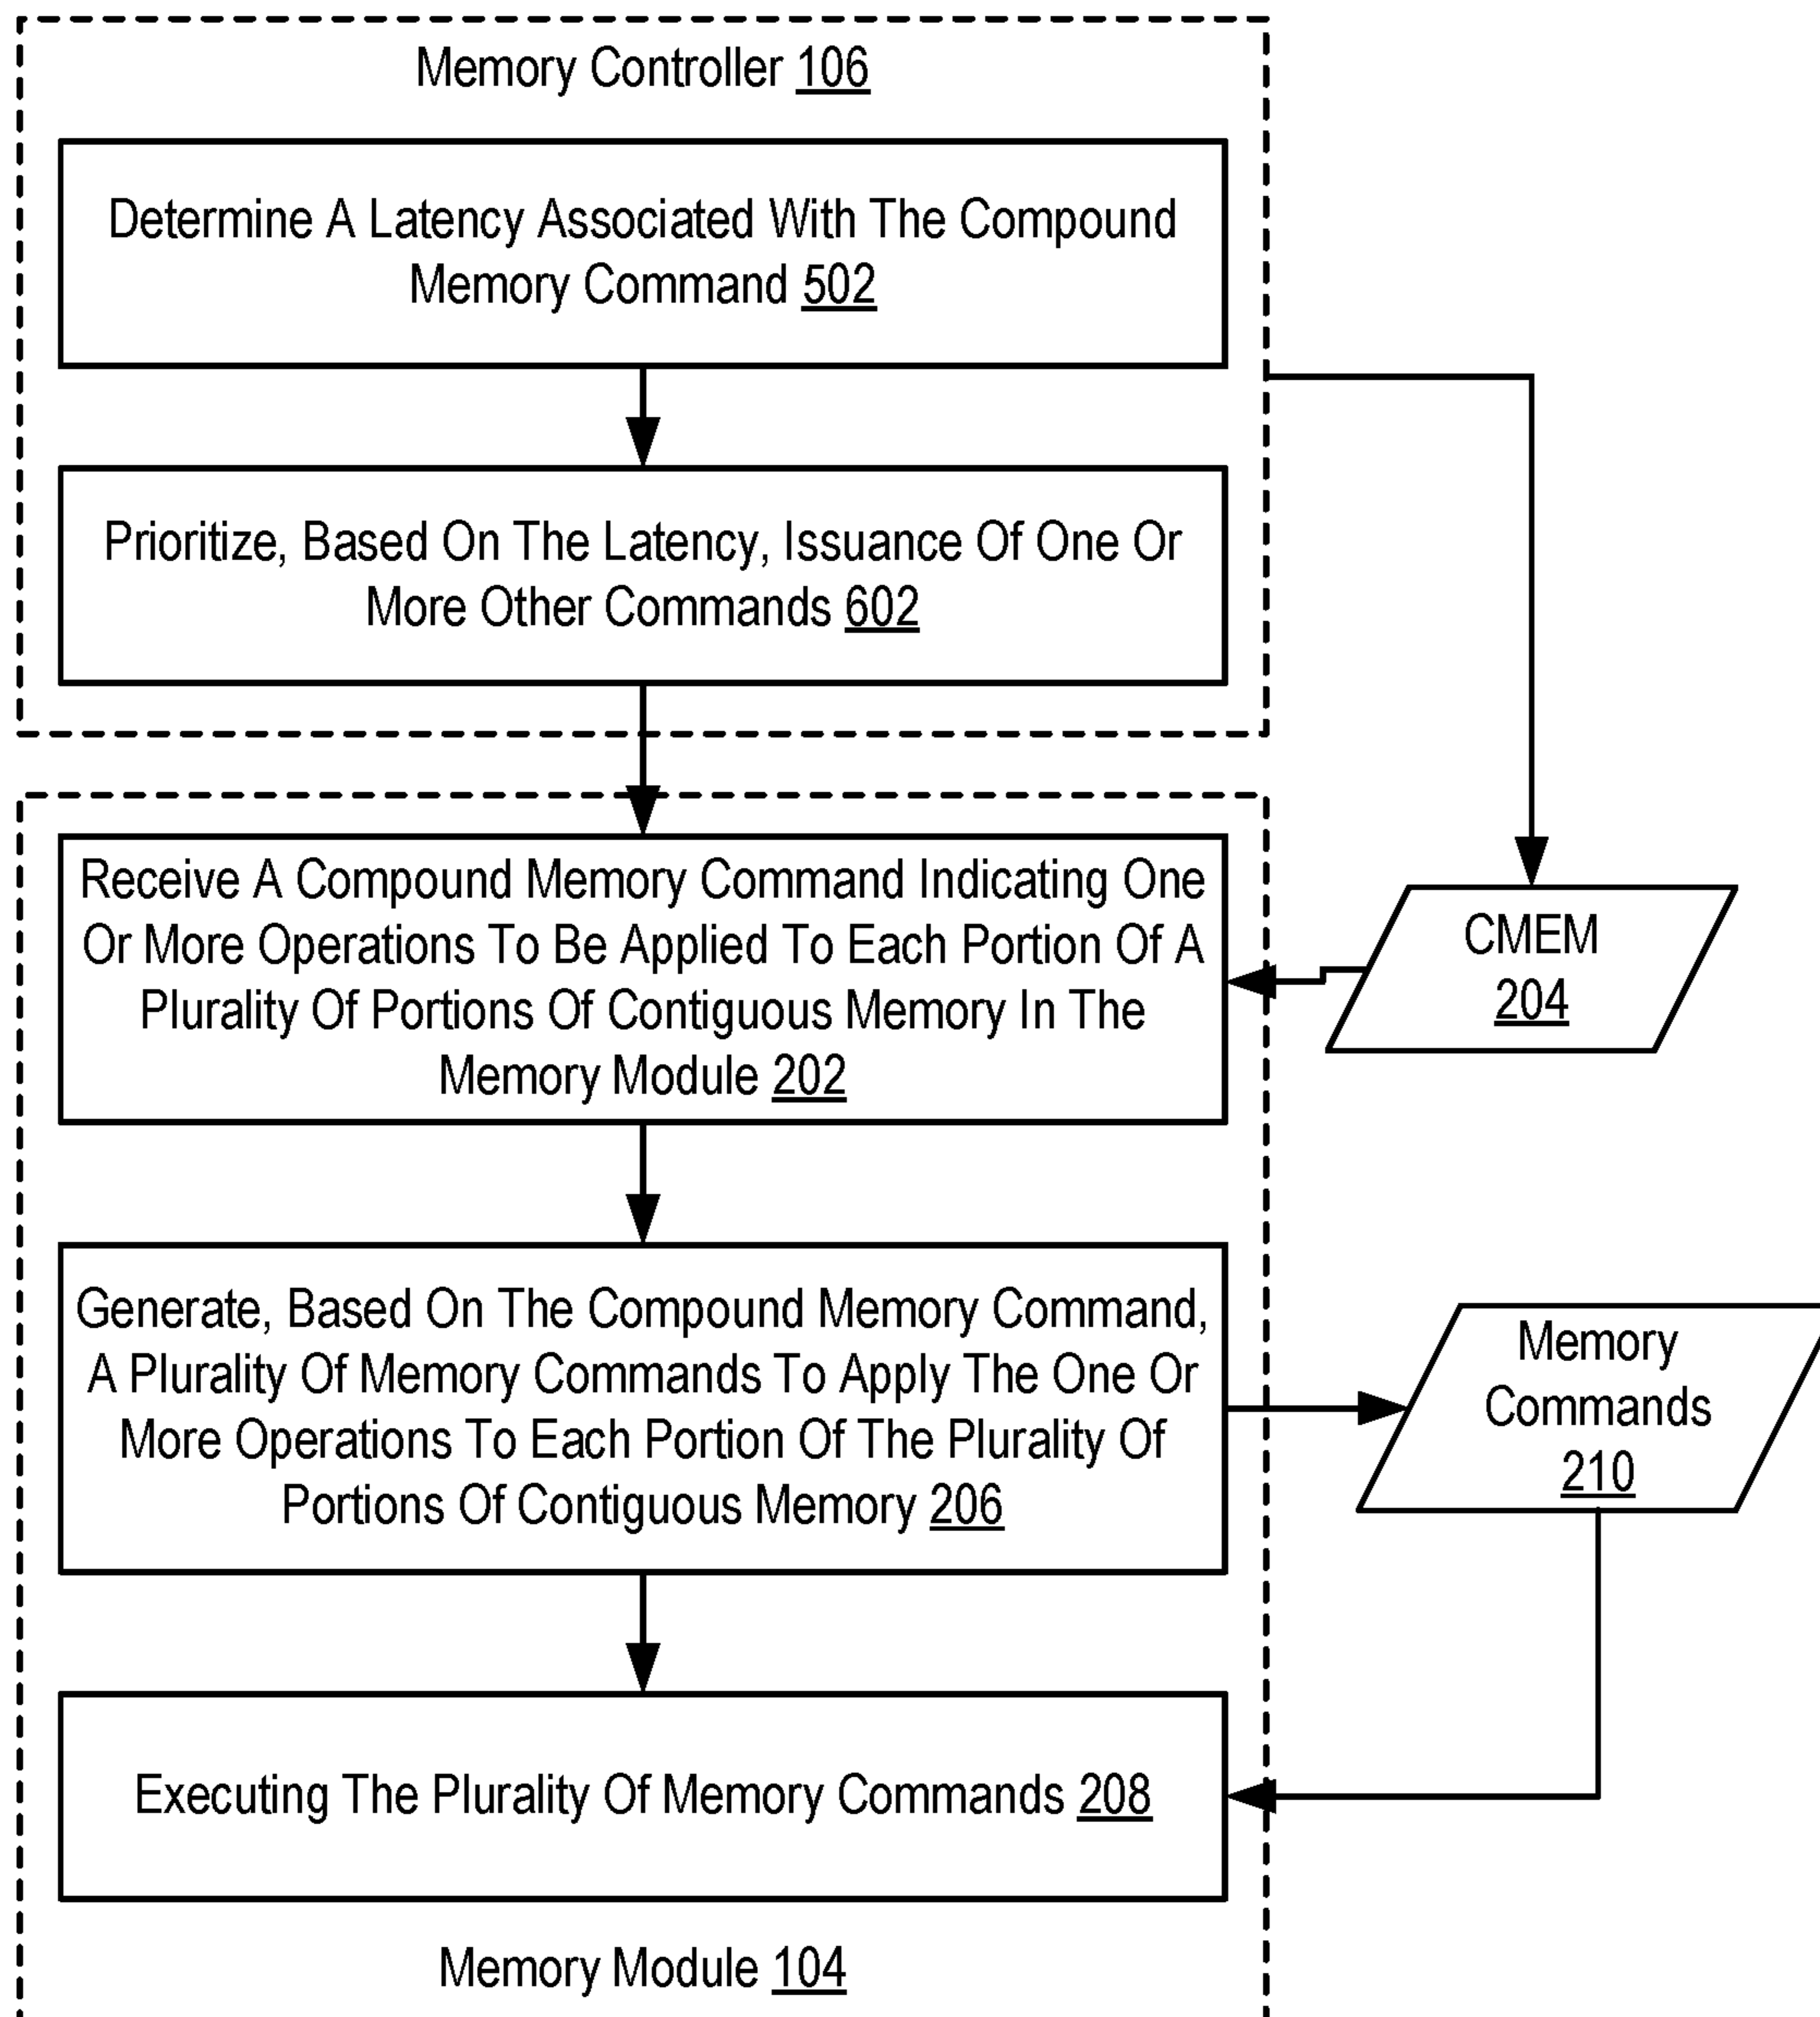 Memory Controller 106
Determine A Latency Associated With The Compound
Memory Command 502
Prioritize, Based On The Latency, Issuance Of One Or
More Other Commands 602
Receive A Compound Memory Command Indicating One
Or More Operations To Be Applied To Each Portion Of A
Plurality Of Portions Of Contiguous Memory In The
Memory Module 202
CMEM
204
Generate, Based On The Compound Memory Command,
A Plurality Of Memory Commands To Apply The One Or
More Operations To Each Portion Of The Plurality Of
Portions Of Contiguous Memory 206
Memory
Commands
210
Executing The Plurality Of Memory Commands 208
Memory Module 104